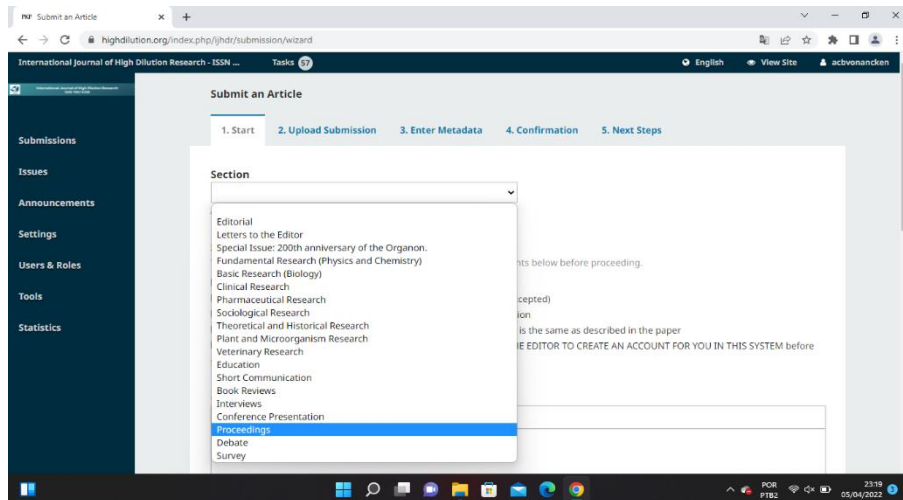 Submit an Article
highdilution.org/index.php/ijhdr/submission/wizard
International Journal of High Dilution Research - ISSN ... Tasks 57 English View Site acbvonancken
Submissions
Issues
Announcements
Settings
Users & Roles
Tools
Statistics
Submit an Article
1. Start 2. Upload Submission 3. Enter Metadata 4. Confirmation 5. Next Steps
Section
Editorial
Letters to the Editor
Special Issue: 200th anniversary of the Organon.
Fundamental Research (Physics and Chemistry)
Basic Research (Biology)
Clinical Research
Pharmaceutical Research
Sociological Research
Theoretical and Historical Research
Plant and Microorganism Research
Veterinary Research
Education
Short Communication
Book Reviews
Interviews
Conference Presentation
Proceedings
Debate
Survey
nts below before proceeding.
cepted)
ion
is the same as described in the paper
IE EDITOR TO CREATE AN ACCOUNT FOR YOU IN THIS SYSTEM before
POR
PTB2
23:19
05/04/2022
3